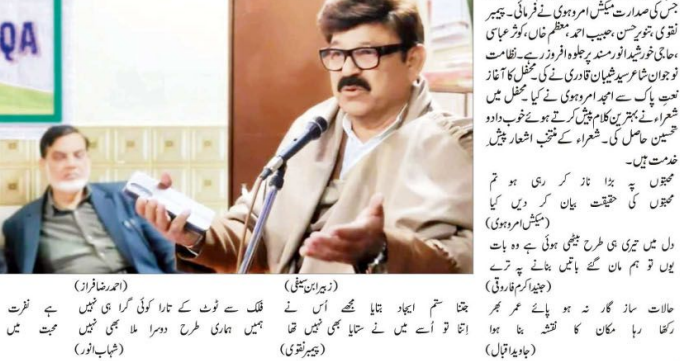 QA
جس کی صدارت میکش امروہوی نے فرمائی۔ پیمبر
نقوی، تنویر حسن، حبیب احمد، معظم خاں، کوثر عباسی
، حاجی خورشید انور مسند پر جلوہ افروز رہے۔ نظامت
نوجوان شاعر سید شیبان قادری نے کی۔ محفل کا آغاز
نعتِ پاک سے امجد امروہوی نے کیا۔ محفل میں
شعراء نے بہترین کلام پیش کرتے ہوئے خوب داد و
تحسین حاصل کی۔ شعراء کے منتخب اشعار پیش
خدمت ہیں۔
محبتوں پہ بڑا ناز کر رہی ہو تم
محبتوں کی حقیقت بیان کر دیں کیا
(میکش امروہوی)
دل میں تیری ہی طرح بیٹھی ہوئی ہے وہ بات
یوں تو ہم مان گئے باتیں بنانے پہ ترے
(جنید اکرم فاروقی)
حالات ساز گار نہ ہو پائے عمر بھر
رکھا رہا مکان کا نقشہ بنا ہوا
(جاوید اقبال)
(زبیر ابن سیفی)
جتنا ستم ایجاد بتایا مجھے اُس نے
اِتنا تو اُسے میں نے ستایا بھی نہیں تھا
(پیمبر نقوی)
(احمد رضا فراز)
فلک سے ٹوٹ کے تارا کوئی گرا ہی نہیں
ہمیں ہماری طرح دوسرا ملا بھی نہیں
(شہاب انور)
ہے نفرت
محبت میں